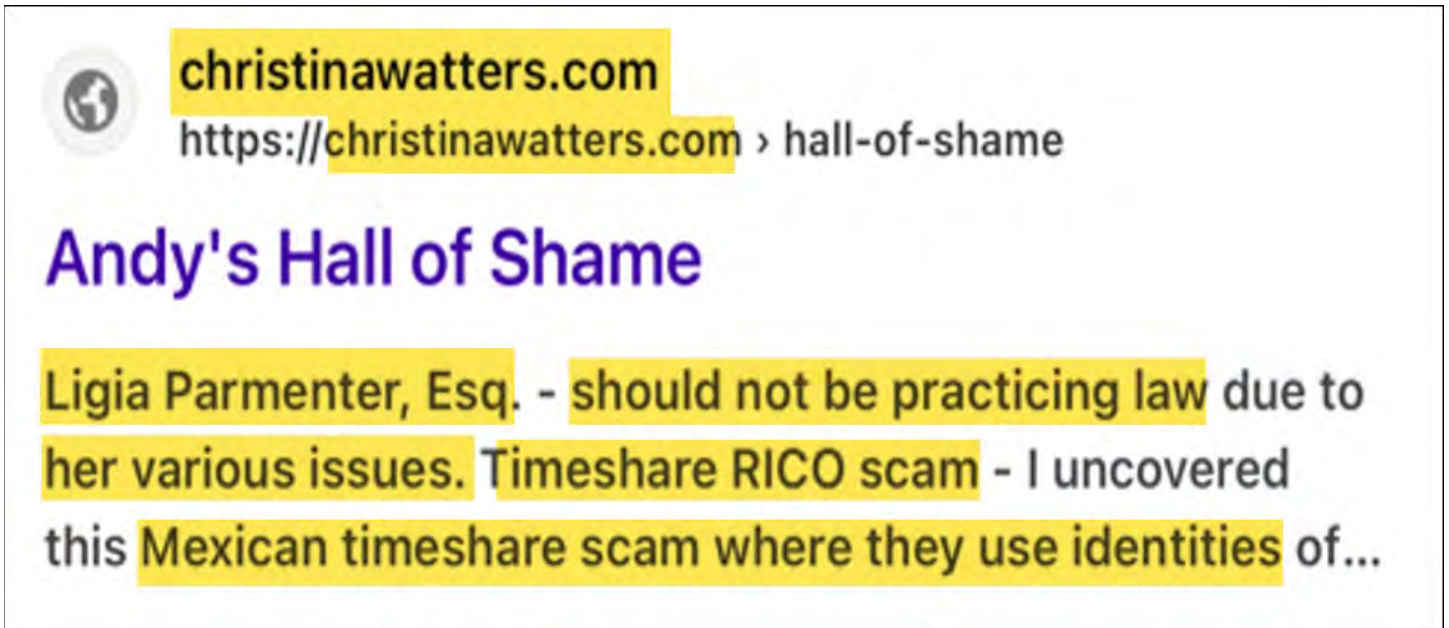 christinawatters.com
https://christinawatters.com › hall-of-shame
Andy's Hall of Shame
Ligia Parmenter, Esq. - should not be practicing law due to
her various issues. Timeshare RICO scam - I uncovered
this Mexican timeshare scam where they use identities of...